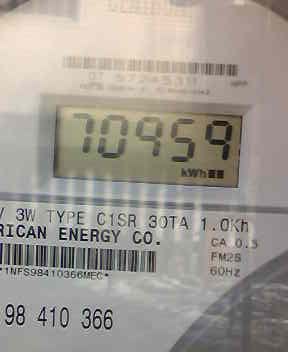 70959
kWh
V 3W TYPE C1SR 30TA 1.0Kh
RICAN ENERGY CO.
CA 0.5
FM2S
60HZ
*1NFS98410366MEC*
98 410 366